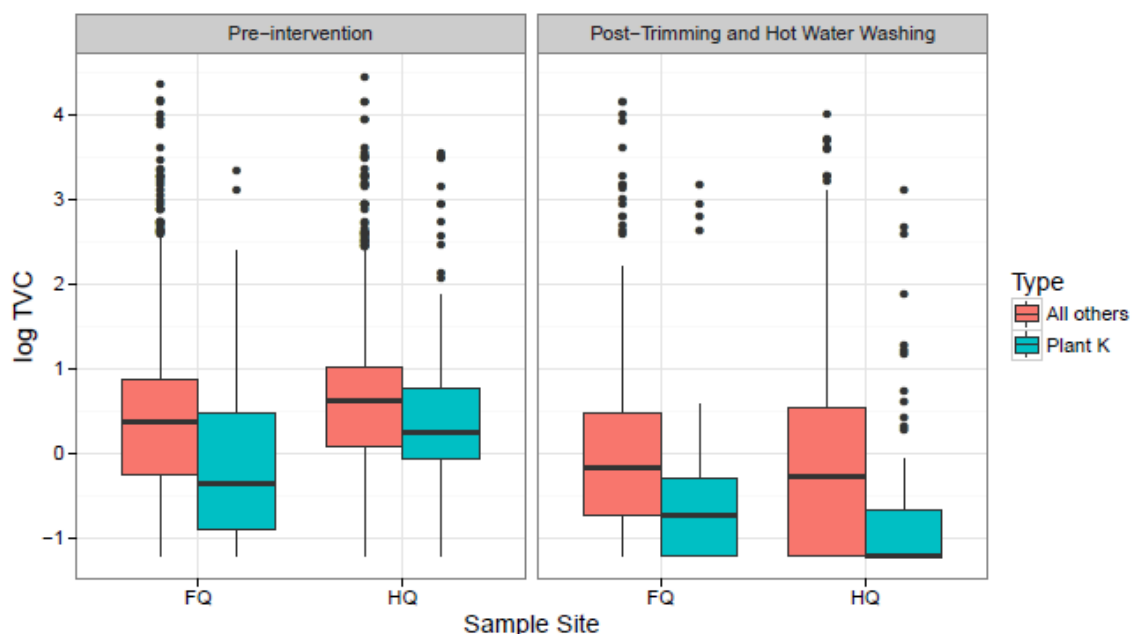 Pre−intervention
Post−Trimming and Hot Water Washing
log TVC
4
3
2
1
0
−1
FQ
HQ
FQ
HQ
Sample Site
Type
All others
Plant K